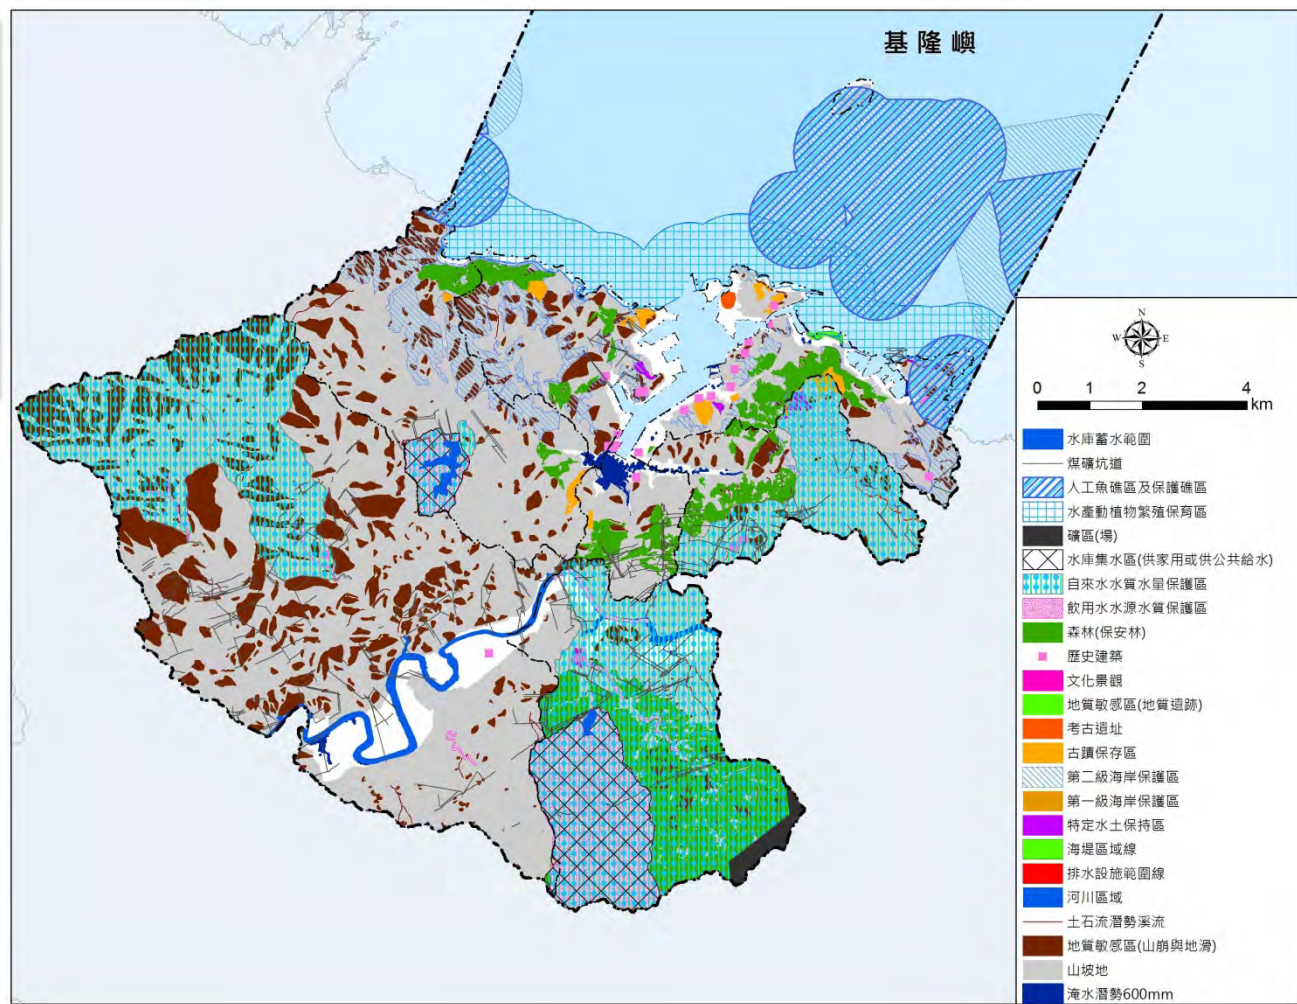 基隆嶼
N
W E
S
0 1 2 4
km
水庫蓄水範圍
煤礦坑道
人工魚礁區及保護礁區
水產動植物繁殖保育區
礦區(場)
水庫集水區(供家用或供公共給水)
自來水水質水量保護區
飲用水水源水質保護區
森林(保安林)
歷史建築
文化景觀
地質敏感區(地質遺跡)
考古遺址
古蹟保存區
第二級海岸保護區
第一級海岸保護區
特定水土保持區
海堤區域線
排水設施範圍線
河川區域
土石流潛勢溪流
地質敏感區(山崩與地滑)
山坡地
淹水潛勢600mm